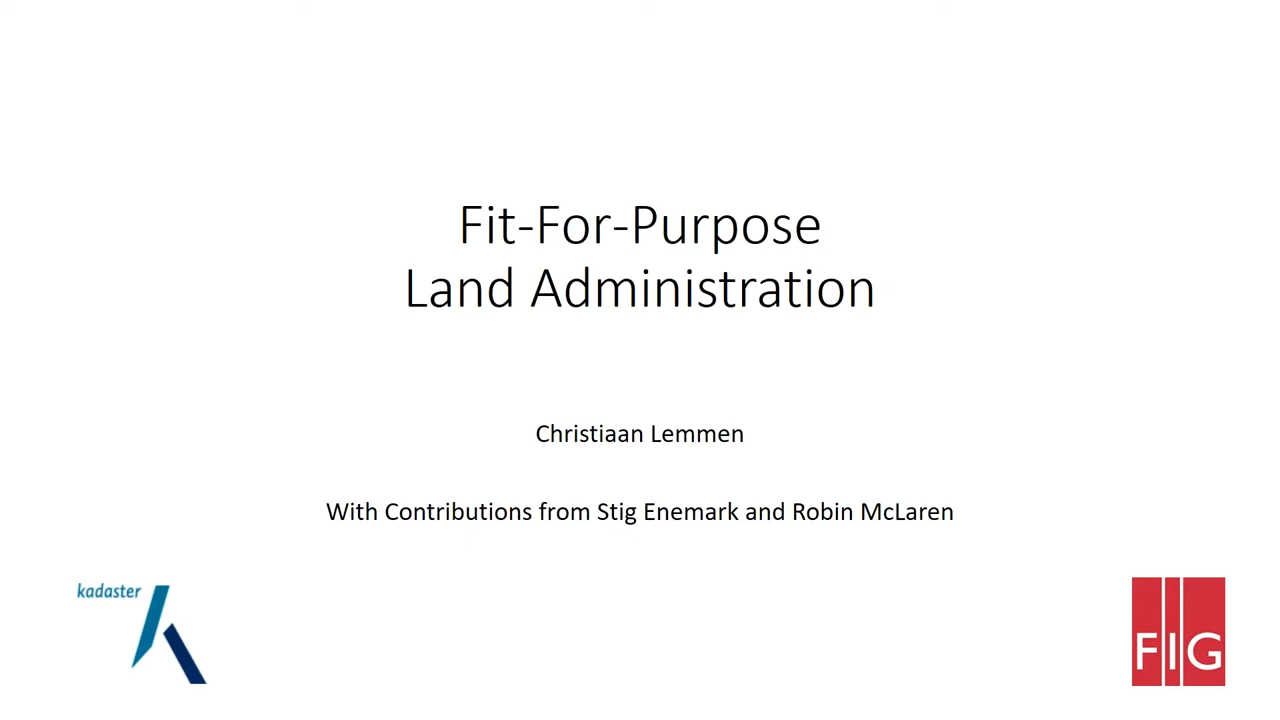 Fit-For-Purpose
Land Administration
Christiaan Lemmen
With Contributions from Stig Enemark and Robin McLaren
kadaster
FIG